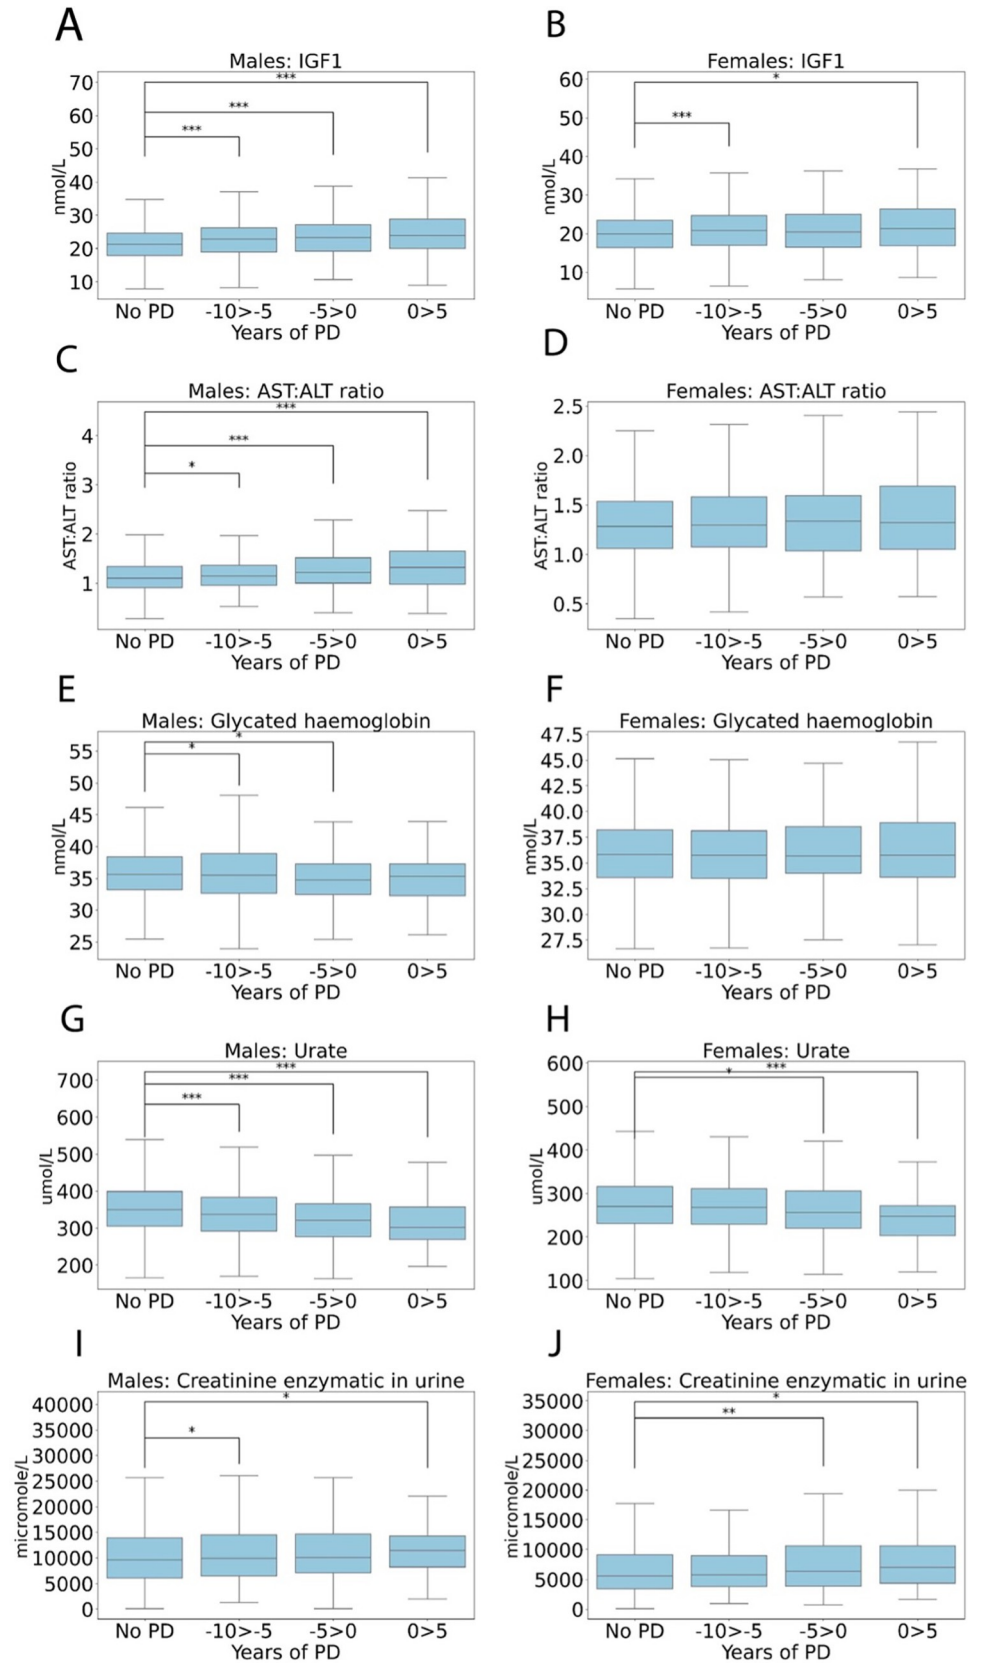 A
Males: IGF1
***
***
***
70
60
50
40
30
20
10
nmol/L
No PD -10>-5 -5>0 0>5
Years of PD
B
Females: IGF1
*
***
60
50
40
30
20
10
nmol/L
No PD -10>-5 -5>0 0>5
Years of PD
C
Males: AST:ALT ratio
***
***
*
4
3
2
1
AST:ALT ratio
No PD -10>-5 -5>0 0>5
Years of PD
D
Females: AST:ALT ratio
2.5
2.0
1.5
1.0
0.5
AST:ALT ratio
No PD -10>-5 -5>0 0>5
Years of PD
E
Males: Glycated haemoglobin
*
*
55
50
45
40
35
30
25
nmol/L
No PD -10>-5 -5>0 0>5
Years of PD
F
Females: Glycated haemoglobin
47.5
45.0
42.5
40.0
37.5
35.0
32.5
30.0
27.5
nmol/L
No PD -10>-5 -5>0 0>5
Years of PD
G
Males: Urate
***
***
***
700
600
500
400
300
200
umol/L
No PD -10>-5 -5>0 0>5
Years of PD
H
Females: Urate
***
*
600
500
400
300
200
100
umol/L
No PD -10>-5 -5>0 0>5
Years of PD
I
Males: Creatinine enzymatic in urine
*
*
40000
35000
30000
25000
20000
15000
10000
5000
0
micromole/L
No PD -10>-5 -5>0 0>5
Years of PD
J
Females: Creatinine enzymatic in urine
*
**
35000
30000
25000
20000
15000
10000
5000
0
micromole/L
No PD -10>-5 -5>0 0>5
Years of PD